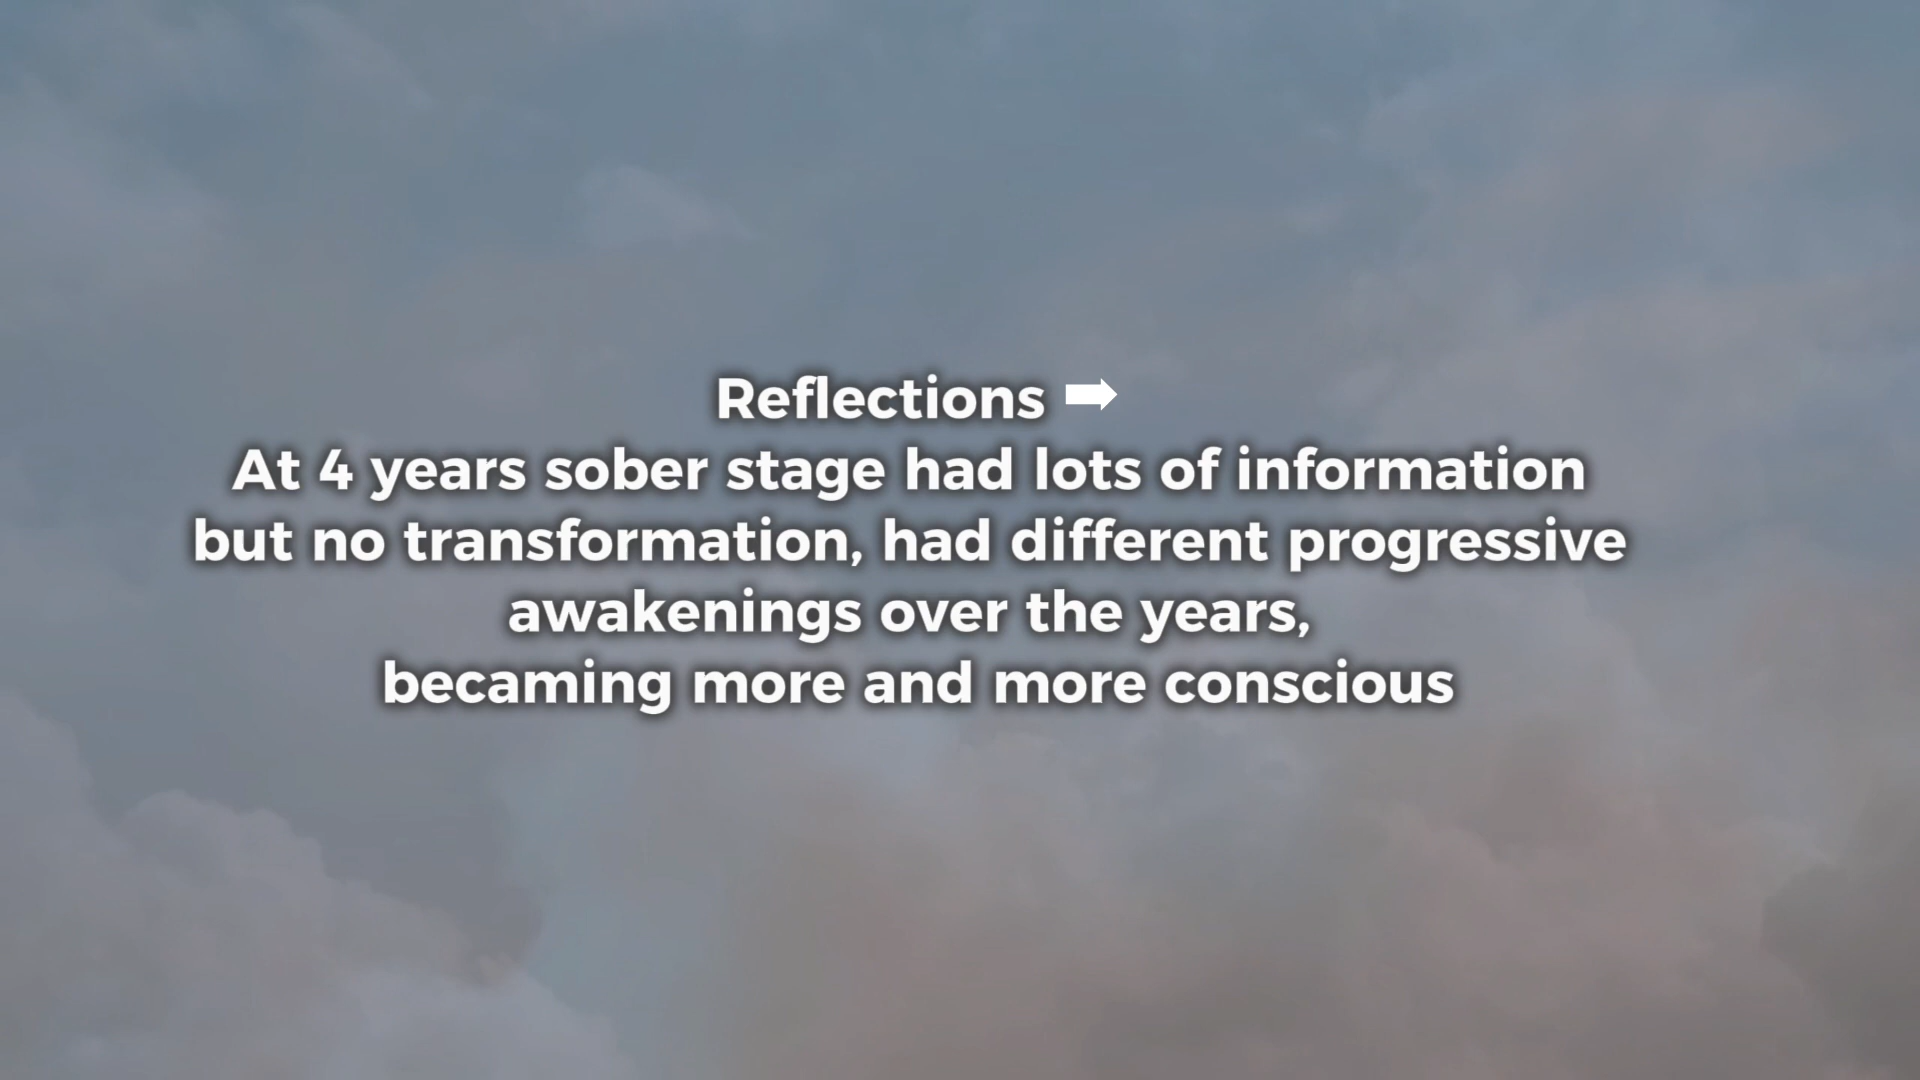 Reflections ➡
At 4 years sober stage had lots of information
but no transformation, had different progressive
awakenings over the years,
becaming more and more conscious